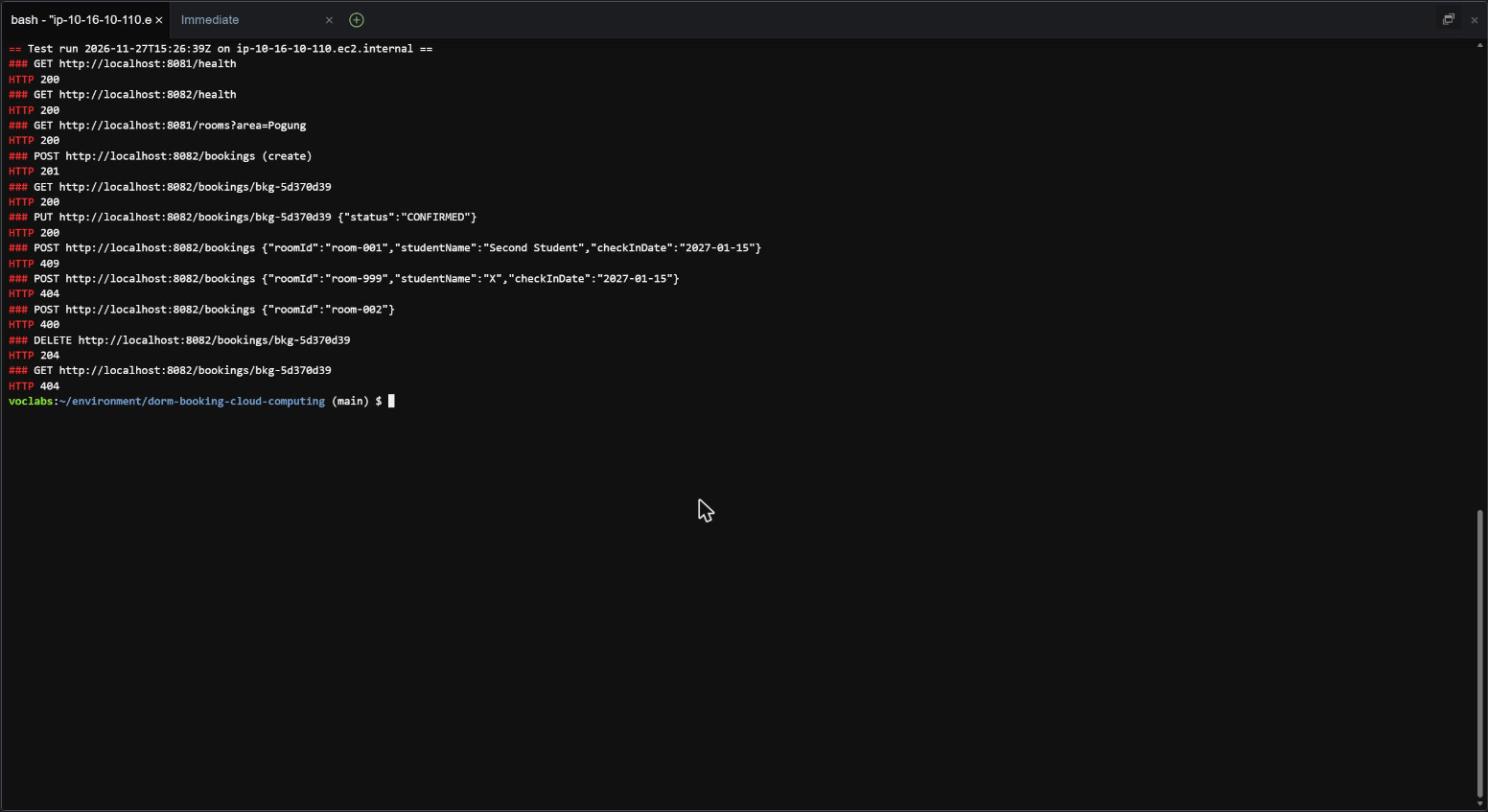 bash - "ip-10-16-10-110.e × Immediate ×
== Test run 2026-11-27T15:26:39Z on ip-10-16-10-110.ec2.internal ==
### GET http://localhost:8081/health
HTTP 200
### GET http://localhost:8082/health
HTTP 200
### GET http://localhost:8081/rooms?area=Pogung
HTTP 200
### POST http://localhost:8082/bookings (create)
HTTP 201
### GET http://localhost:8082/bookings/bkg-5d370d39
HTTP 200
### PUT http://localhost:8082/bookings/bkg-5d370d39 {"status":"CONFIRMED"}
HTTP 200
### POST http://localhost:8082/bookings {"roomId":"room-001","studentName":"Second Student","checkInDate":"2027-01-15"}
HTTP 409
### POST http://localhost:8082/bookings {"roomId":"room-999","studentName":"X","checkInDate":"2027-01-15"}
HTTP 404
### POST http://localhost:8082/bookings {"roomId":"room-002"}
HTTP 400
### DELETE http://localhost:8082/bookings/bkg-5d370d39
HTTP 204
### GET http://localhost:8082/bookings/bkg-5d370d39
HTTP 404
voclabs:~/environment/dorm-booking-cloud-computing (main) $